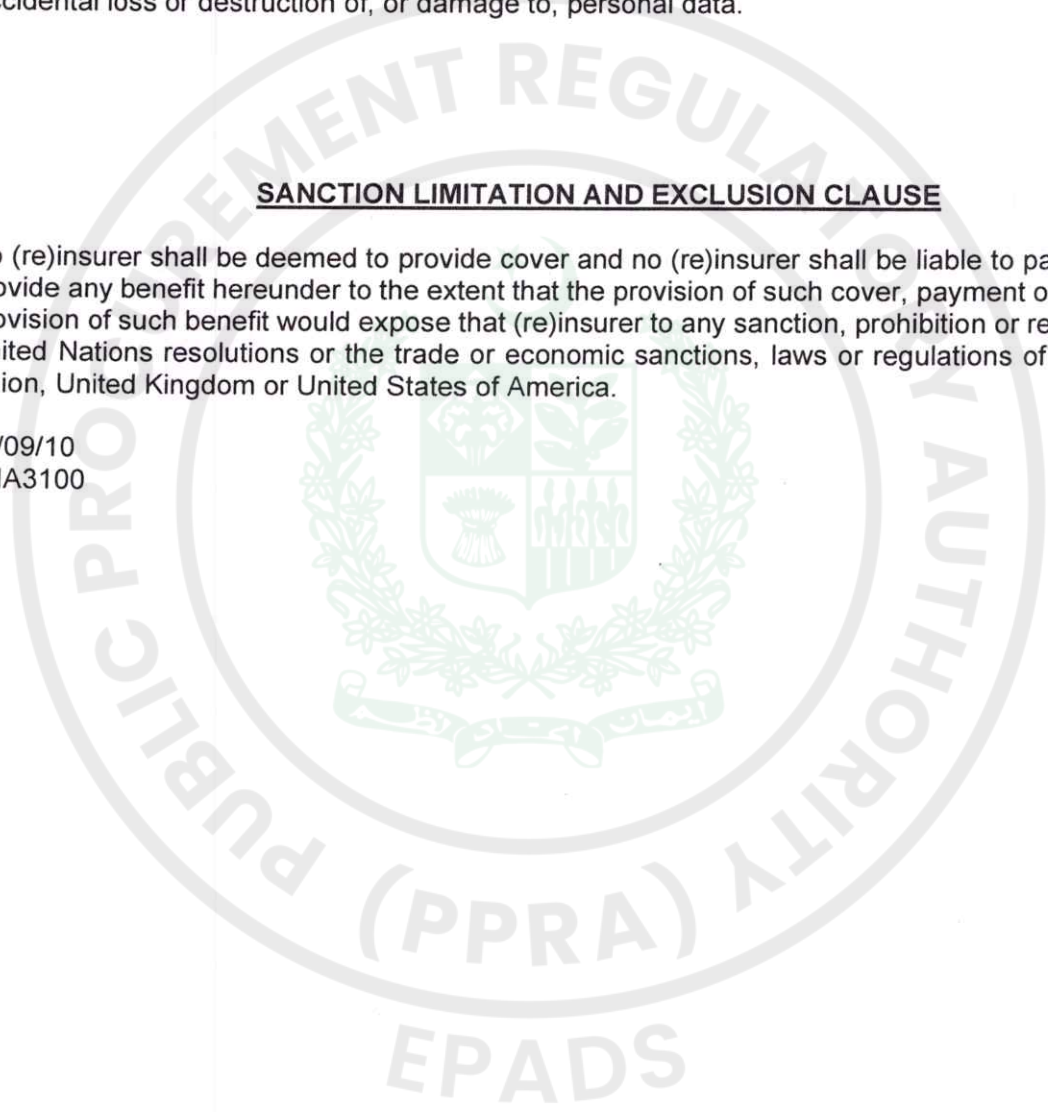 cidental loss or destruction of, or damage to, personal data.
SANCTION LIMITATION AND EXCLUSION CLAUSE
(re)insurer shall be deemed to provide cover and no (re)insurer shall be liable to pa
ovide any benefit hereunder to the extent that the provision of such cover, payment o
ovision of such benefit would expose that (re)insurer to any sanction, prohibition or re
ited Nations resolutions or the trade or economic sanctions, laws or regulations of
ion, United Kingdom or United States of America.
/09/10
A3100
PUBLIC PROCUREMENT REGULATORY AUTHORITY
(PPRA)
ایمان اتحاد نظم
EPADS